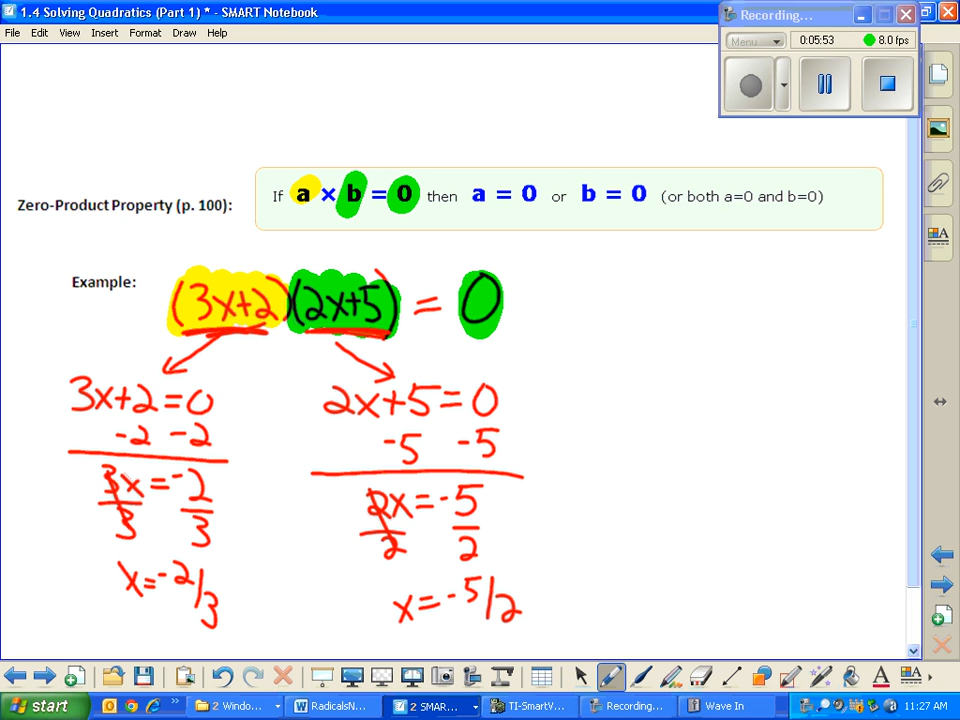 1.4 Solving Quadratics (Part 1) * - SMART Notebook
Recording...
File Edit View Insert Format Draw Help
Menu 0:05:53 8.0 fps
Zero-Product Property (p. 100):
If a × b = 0 then a = 0 or b = 0 (or both a=0 and b=0)
Example:
(3x+2)(2x+5) = 0
3x+2=0 2x+5=0
-2 -2 -5 -5
3x = -2 2x = -5
3 3 2 2
x=-2/3 x=-5/2
start 2 Windo... RadicalsN... 2 SMAR... TI-SmartV... Recording... Wave In 11:27 AM